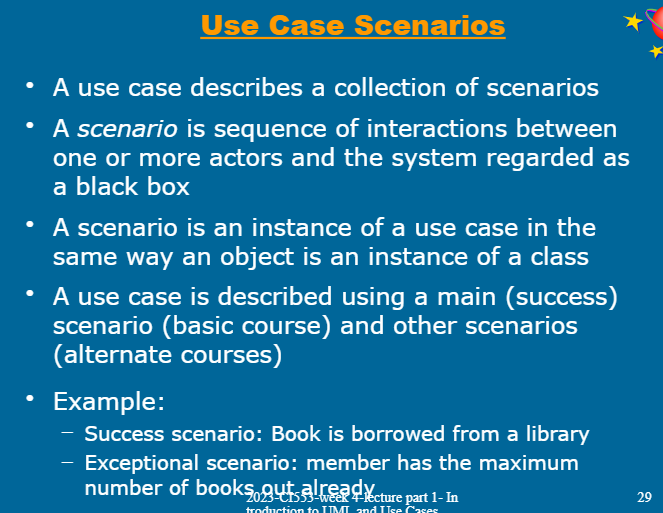 Use Case Scenarios
• A use case describes a collection of scenarios
• A scenario is sequence of interactions between
one or more actors and the system regarded as
a black box
• A scenario is an instance of a use case in the
same way an object is an instance of a class
• A use case is described using a main (success)
scenario (basic course) and other scenarios
(alternate courses)
• Example:
– Success scenario: Book is borrowed from a library
– Exceptional scenario: member has the maximum
number of books out already
2023-CI553-week 4-lecture part 1- In
troduction to UML and Use Cases
29